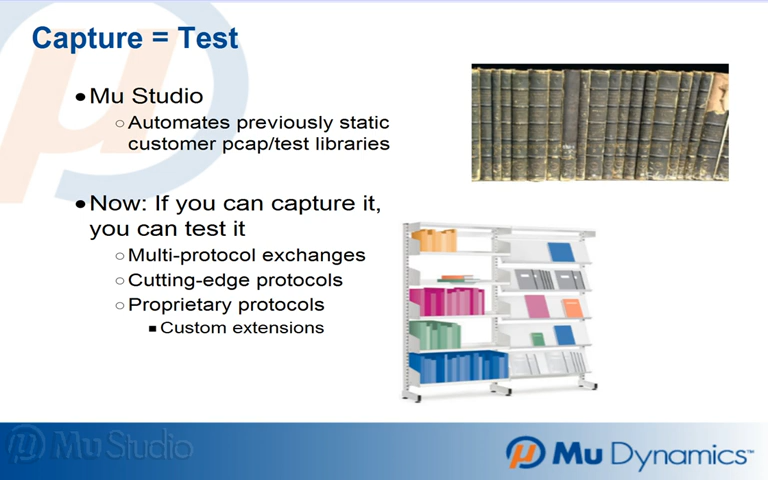 Capture = Test
●Mu Studio
○Automates previously static
customer pcap/test libraries
●Now: If you can capture it,
you can test it
○Multi-protocol exchanges
○Cutting-edge protocols
○Proprietary protocols
■Custom extensions
μ Mu Studio
μ Mu Dynamics™